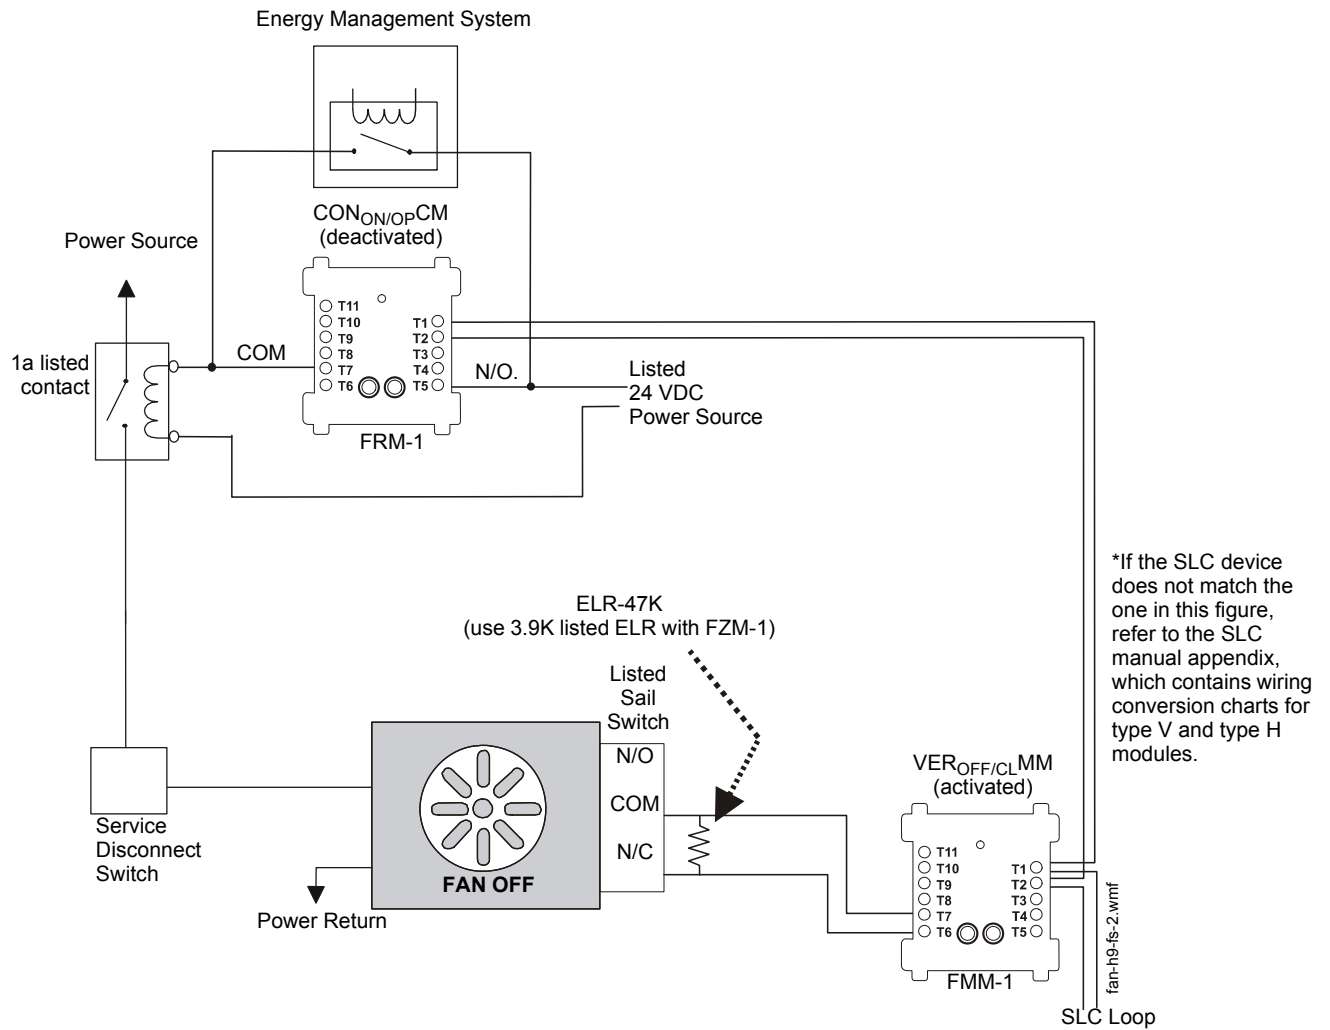 Energy Management System
CONON/OPCM
(deactivated)
Power Source
T11
T10
T9
T8
T7
T6
T1
T2
T3
T4
T5
1a listed
contact
COM
N/O.
Listed
24 VDC
Power Source
FRM-1
*If the SLC device
does not match the
one in this figure,
refer to the SLC
manual appendix,
which contains wiring
conversion charts for
type V and type H
modules.
ELR-47K
(use 3.9K listed ELR with FZM-1)
Listed
Sail
Switch
N/O
COM
N/C
VEROFF/CLMM
(activated)
Service
Disconnect
Switch
FAN OFF
Power Return
T11
T10
T9
T8
T7
T6
T1
T2
T3
T4
T5
FMM-1
fan-h9-fs-2.wmf
SLC Loop